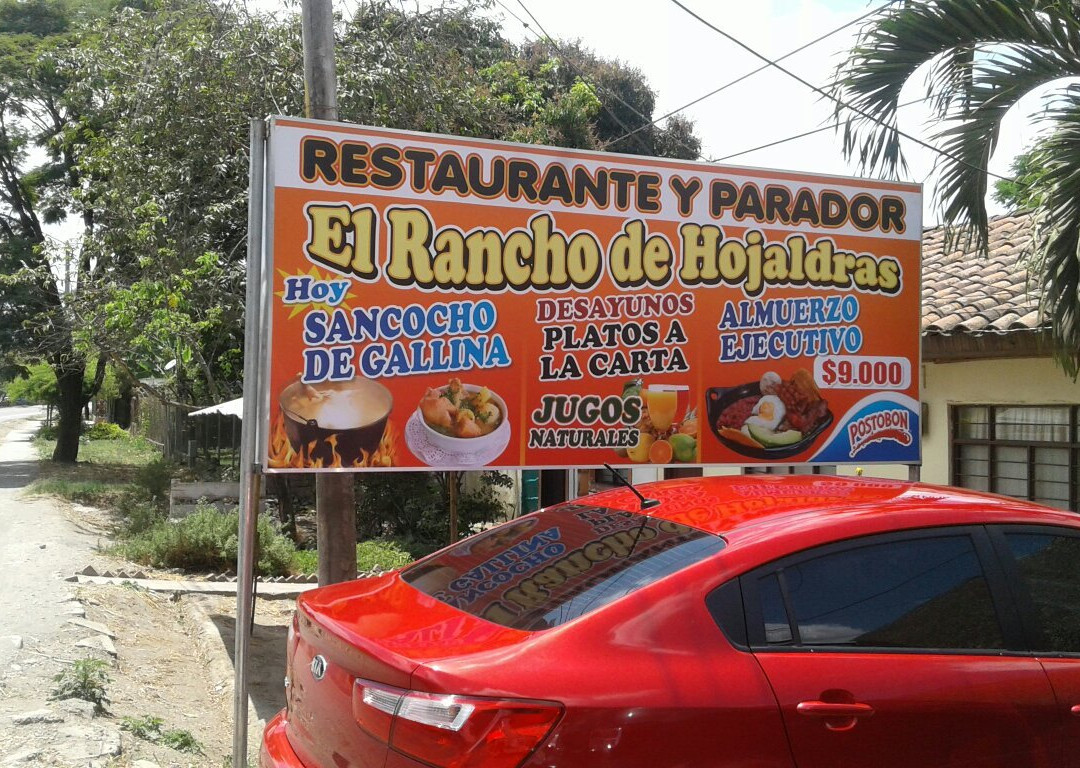 RESTAURANTE Y PARADOR
El Rancho de Hojaldras
Hoy
SANCOCHO
DE GALLINA
DESAYUNOS
PLATOS A
LA CARTA
JUGOS
NATURALES
ALMUERZO
EJECUTIVO
$9.000
POSTOBON
KIA